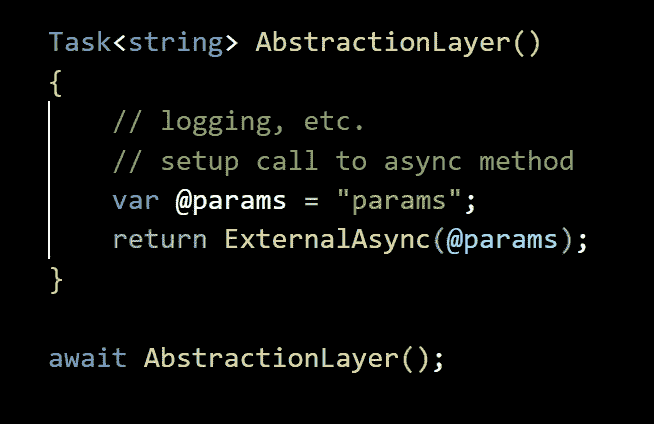 Task<string> AbstractionLayer()
{
// logging, etc.
// setup call to async method
var @params = "params";
return ExternalAsync(@params);
}
await AbstractionLayer();